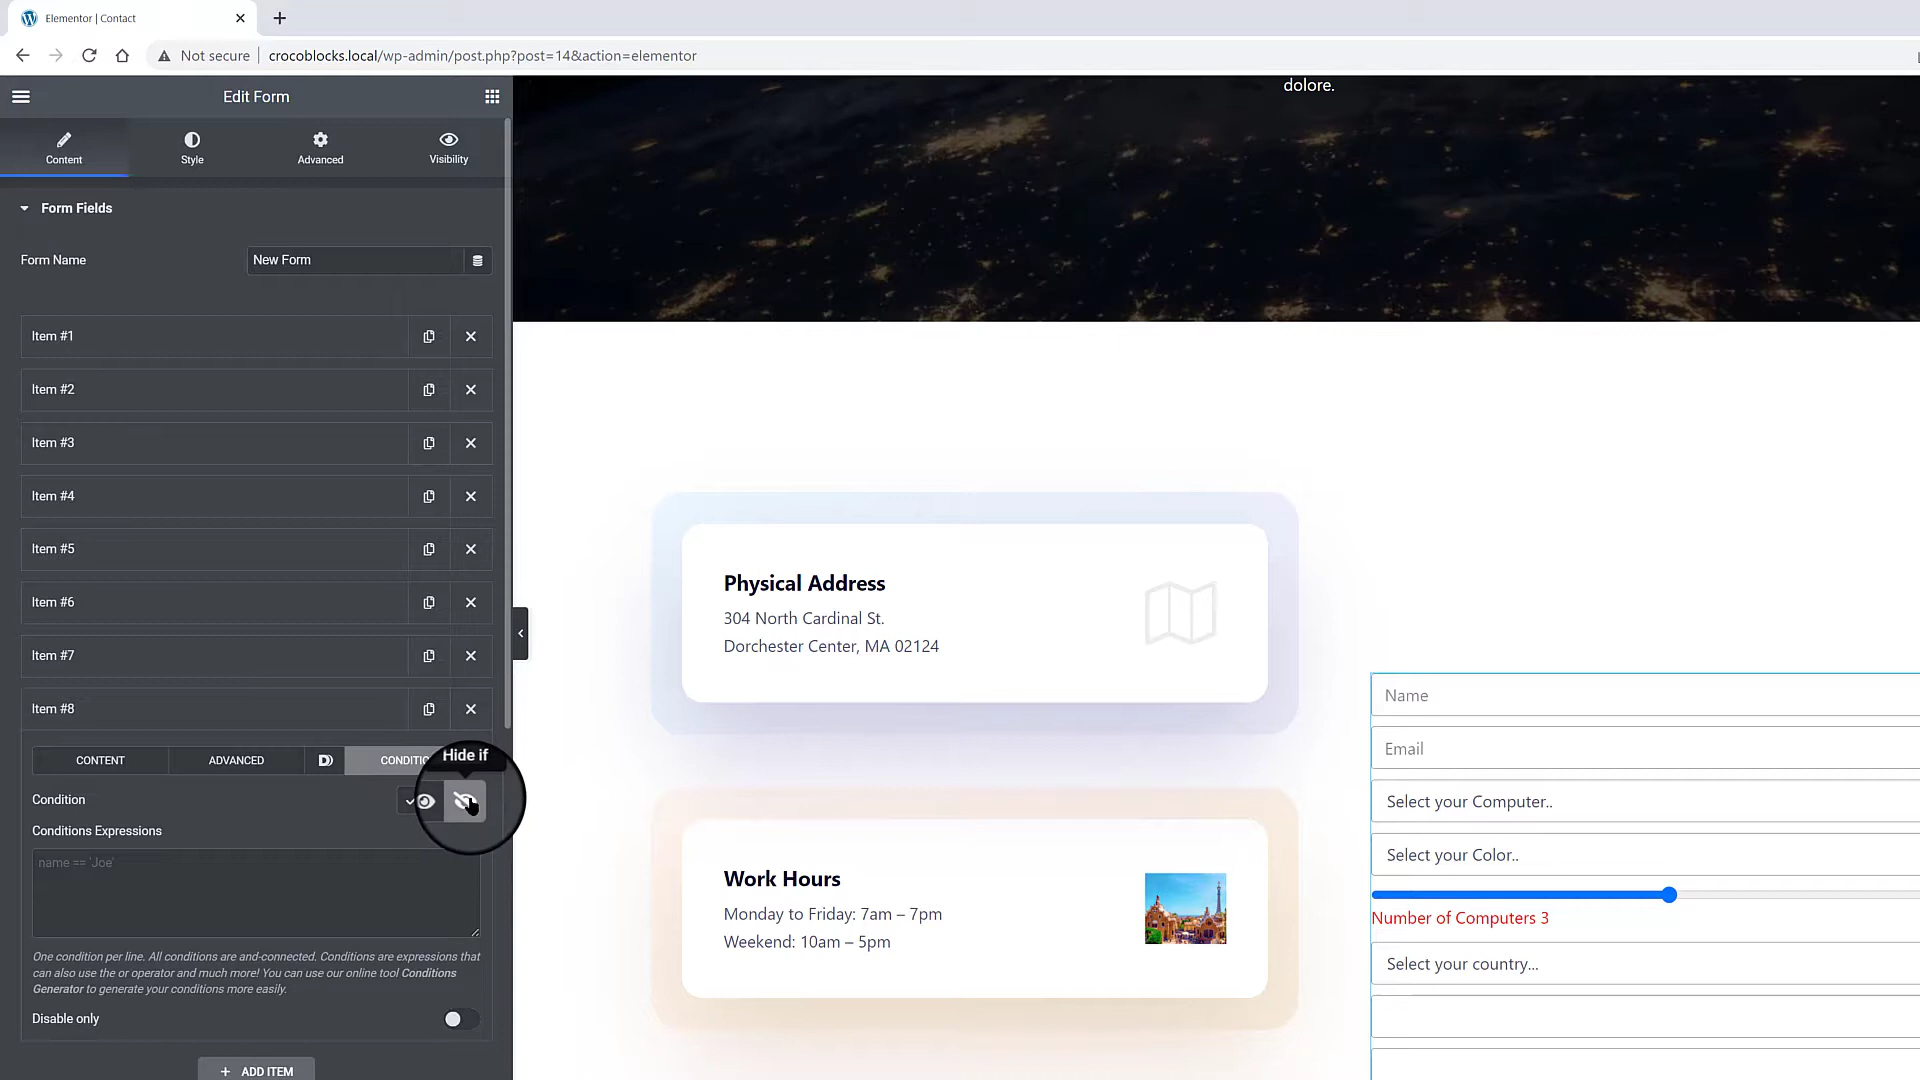 Elementor | Contact
Not secure
crocoblocks.local/wp-admin/post.php?post=14&action=elementor
Edit Form
Content
Style
Advanced
Visibility
Form Fields
Form Name
New Form
Item #1
Item #2
Item #3
Item #4
Item #5
Item #6
Item #7
Item #8
CONTENT
ADVANCED
CONDITIO
Hide if
Condition
Conditions Expressions
name == 'Joe'
One condition per line. All conditions are and-connected. Conditions are expressions that
can also use the or operator and much more! You can use our online tool Conditions
Generator to generate your conditions more easily.
Disable only
ADD ITEM
dolore.
Physical Address
304 North Cardinal St.
Dorchester Center, MA 02124
Work Hours
Monday to Friday: 7am – 7pm
Weekend: 10am – 5pm
Name
Email
Select your Computer..
Select your Color..
Number of Computers 3
Select your country...